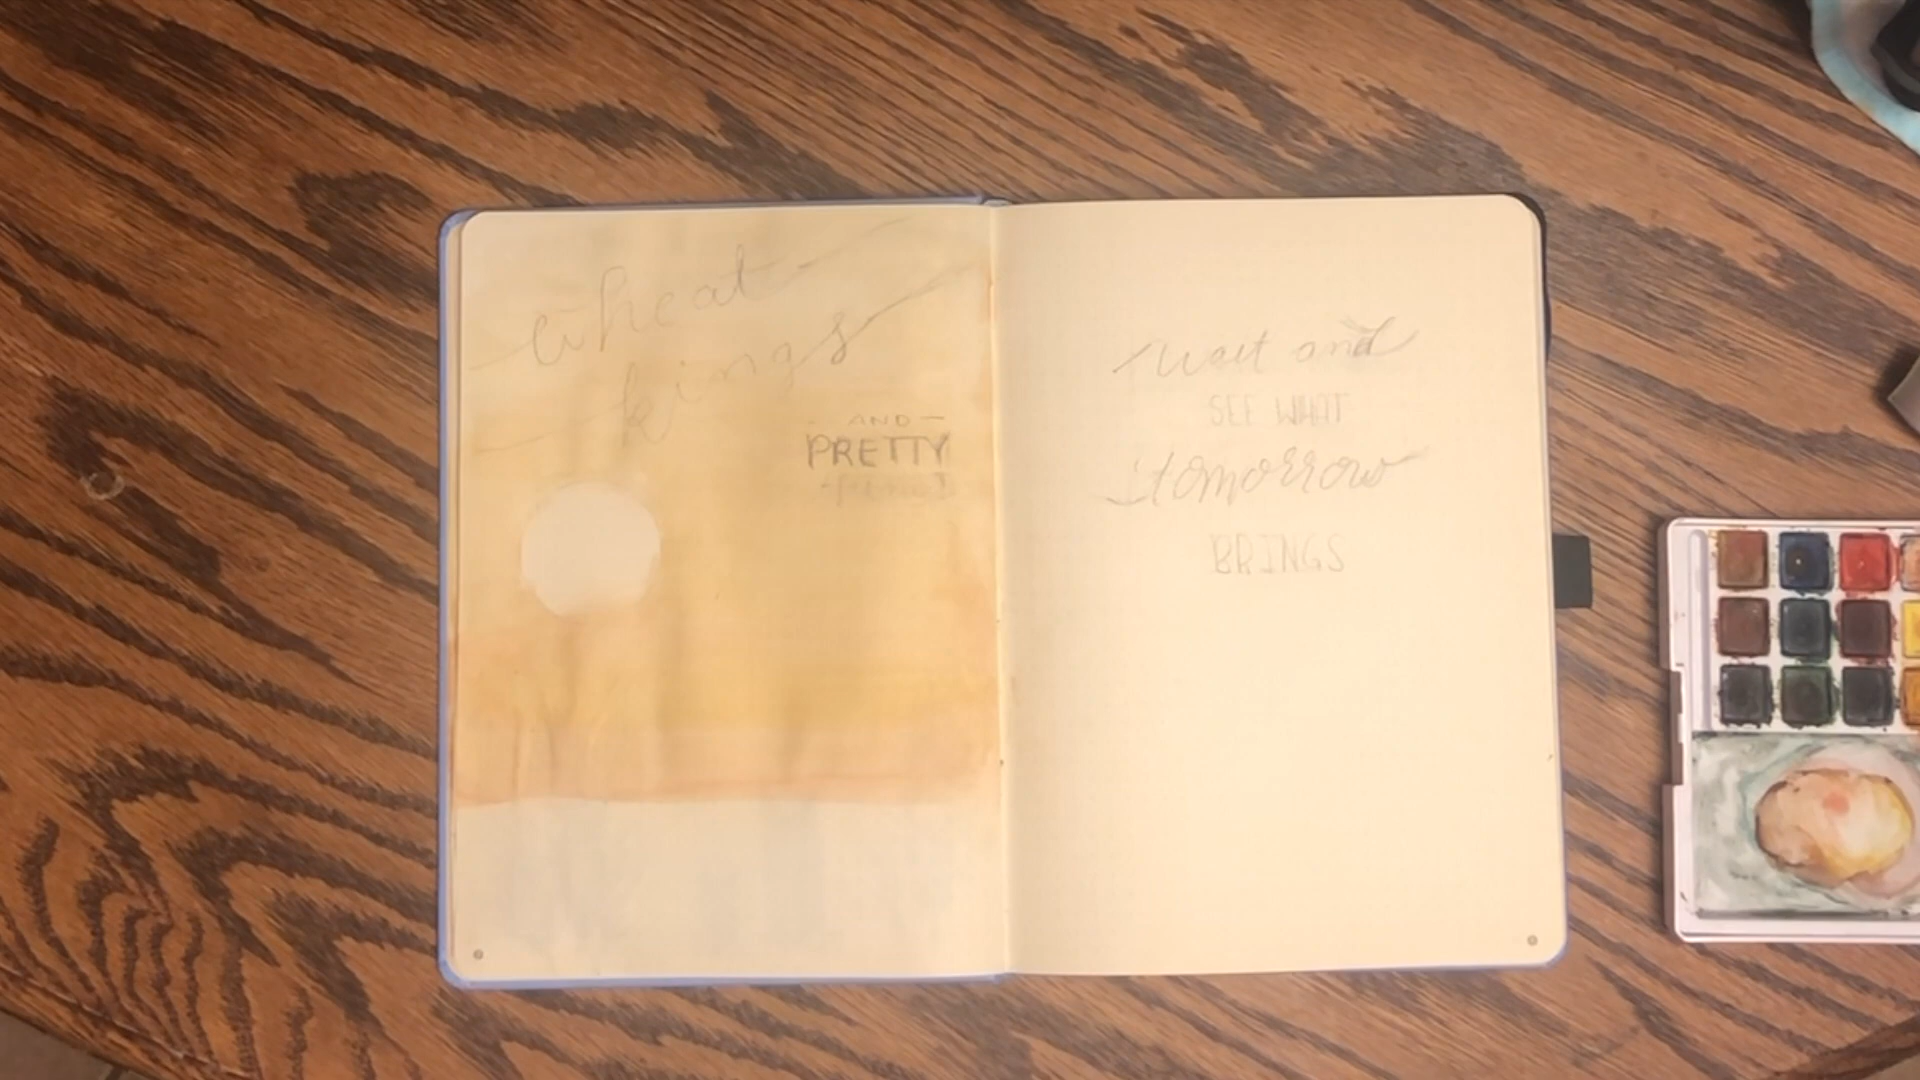 wheat
kings
AND
PRETTY
wait and
SEE WHAT
tomorrow
BRINGS